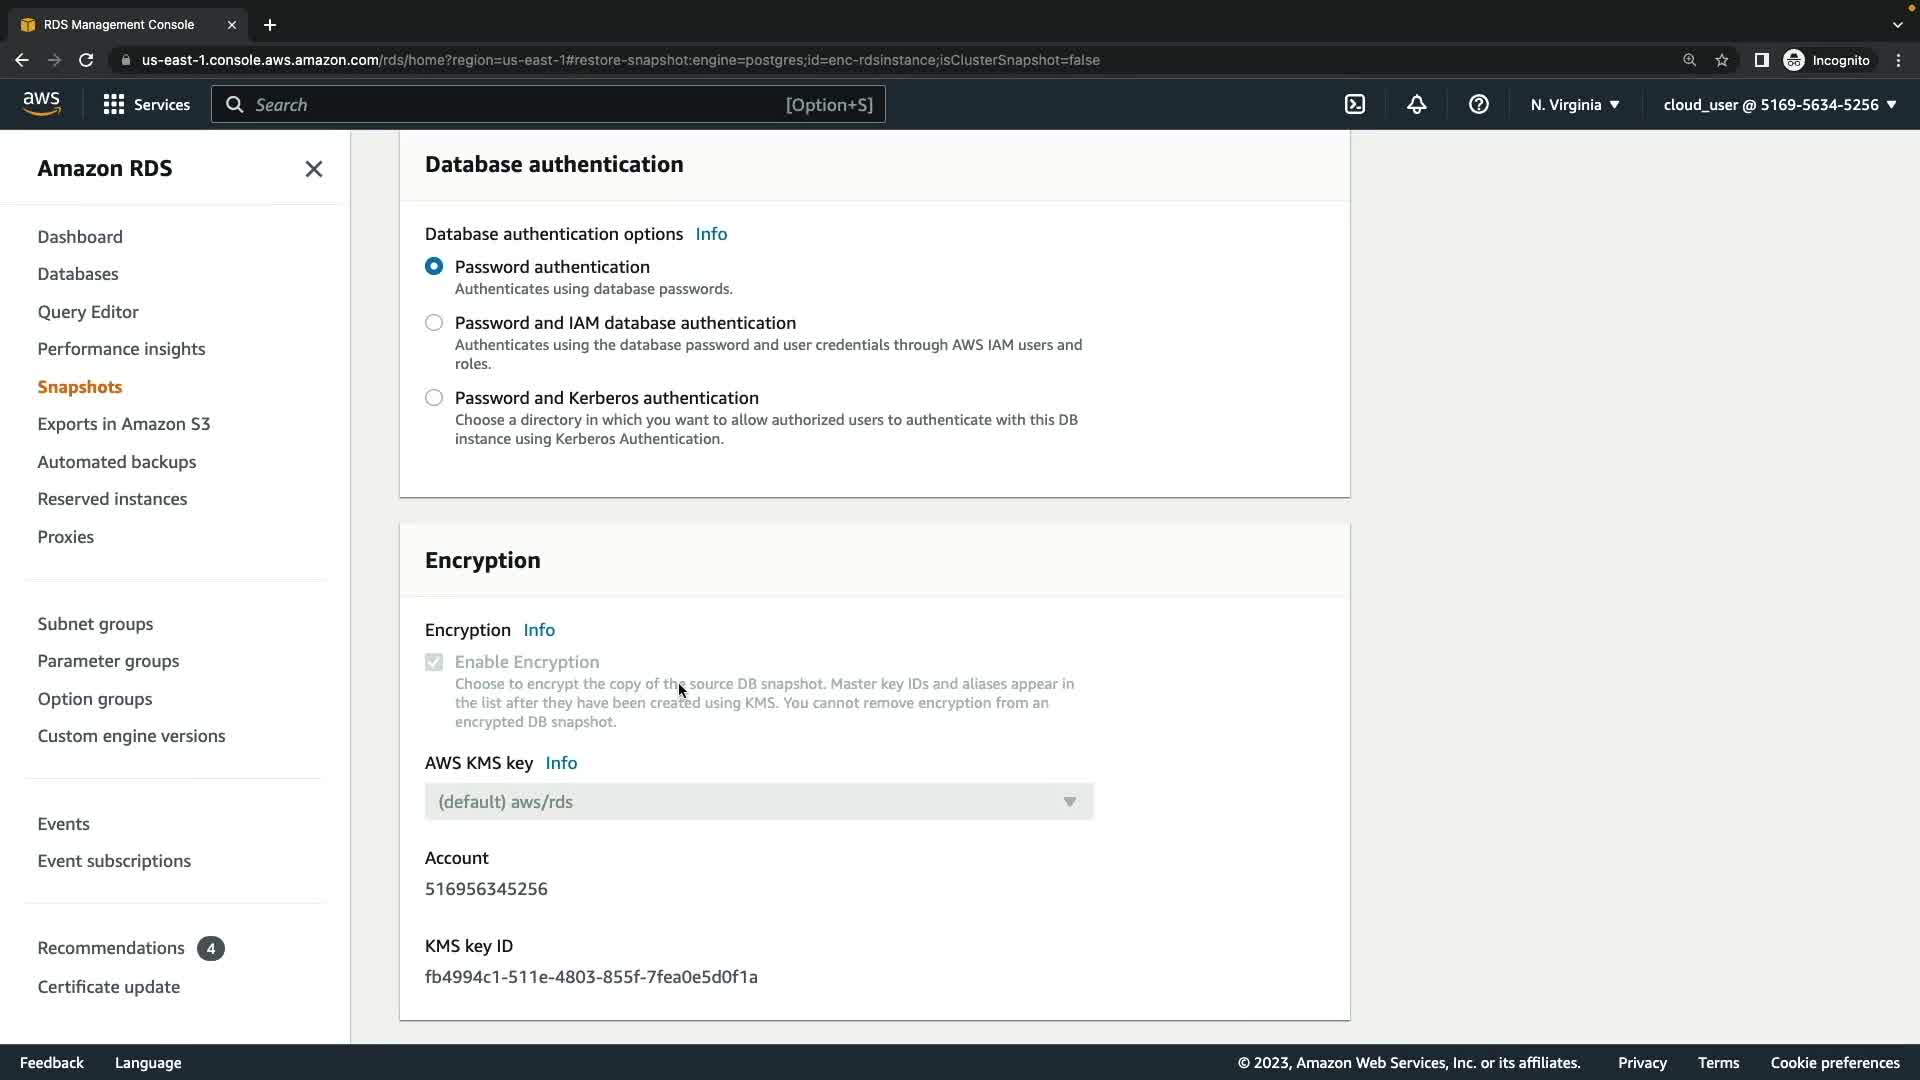 RDS Management Console
us-east-1.console.aws.amazon.com/rds/home?region=us-east-1#restore-snapshot:engine=postgres;id=enc-rdsinstance;isClusterSnapshot=false
Incognito
aws
Services
Search
[Option+S]
N. Virginia
cloud_user @ 5169-5634-5256
Amazon RDS
Dashboard
Databases
Query Editor
Performance insights
Snapshots
Exports in Amazon S3
Automated backups
Reserved instances
Proxies
Subnet groups
Parameter groups
Option groups
Custom engine versions
Events
Event subscriptions
Recommendations 4
Certificate update
Database authentication
Database authentication options Info
Password authentication
Authenticates using database passwords.
Password and IAM database authentication
Authenticates using the database password and user credentials through AWS IAM users and
roles.
Password and Kerberos authentication
Choose a directory in which you want to allow authorized users to authenticate with this DB
instance using Kerberos Authentication.
Encryption
Encryption Info
Enable Encryption
Choose to encrypt the copy of the source DB snapshot. Master key IDs and aliases appear in
the list after they have been created using KMS. You cannot remove encryption from an
encrypted DB snapshot.
AWS KMS key Info
(default) aws/rds
Account
516956345256
KMS key ID
fb4994c1-511e-4803-855f-7fea0e5d0f1a
Feedback
Language
© 2023, Amazon Web Services, Inc. or its affiliates.
Privacy
Terms
Cookie preferences